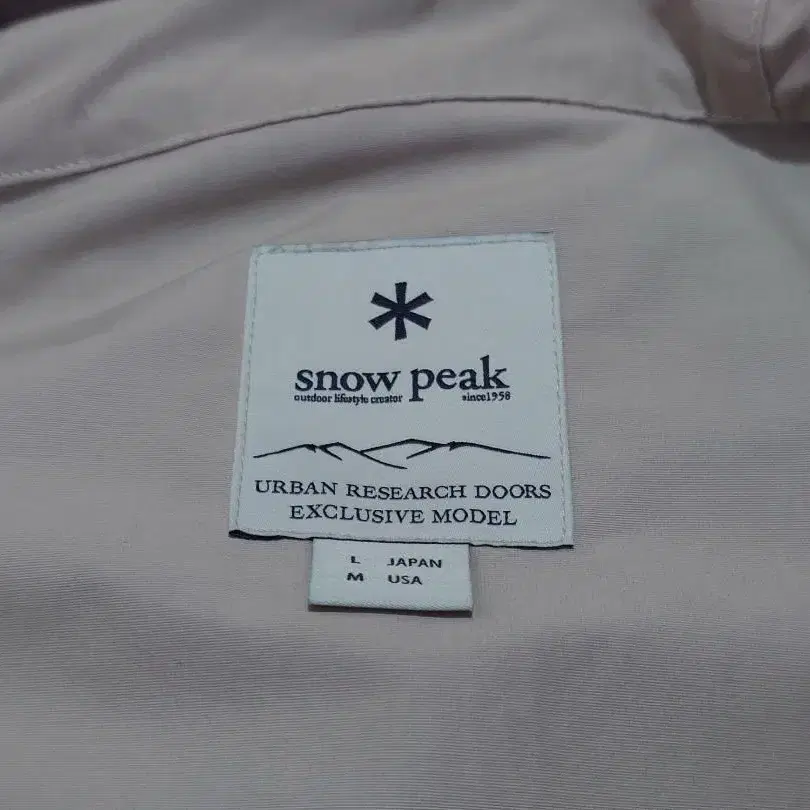 snow peak
outdoor lifestyle creator since1958
URBAN RESEARCH DOORS
EXCLUSIVE MODEL
L JAPAN
M USA